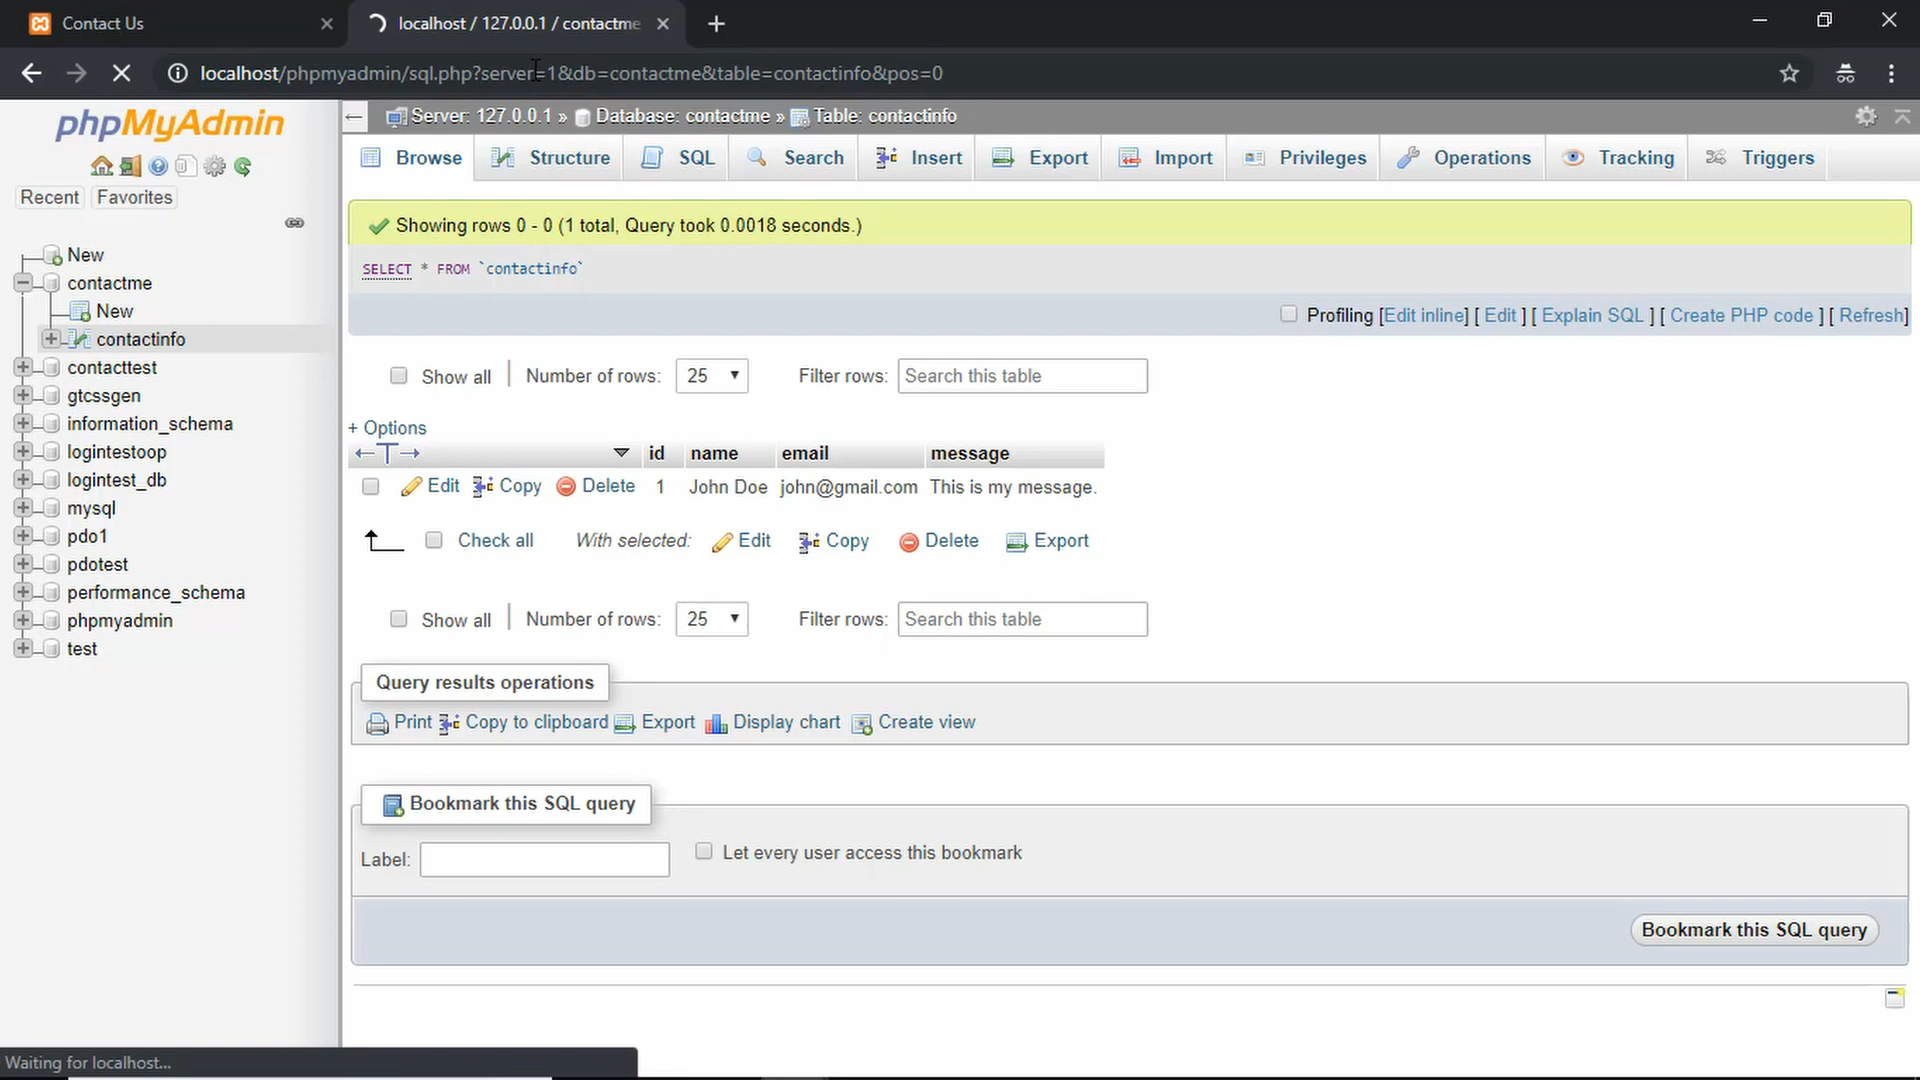 Contact Us
localhost / 127.0.0.1 / contactme
localhost/phpmyadmin/sql.php?server=1&db=contactme&table=contactinfo&pos=0
phpMyAdmin
Recent
Favorites
New
contactme
New
contactinfo
contacttest
gtcssgen
information_schema
logintestoop
logintest_db
mysql
pdo1
pdotest
performance_schema
phpmyadmin
test
Server: 127.0.0.1 » Database: contactme » Table: contactinfo
Browse Structure SQL Search Insert Export Import Privileges Operations Tracking Triggers
Showing rows 0 - 0 (1 total, Query took 0.0018 seconds.)
SELECT * FROM `contactinfo`
Profiling [Edit inline] [ Edit ] [ Explain SQL ] [ Create PHP code ] [ Refresh]
Show all Number of rows: 25 Filter rows: Search this table
+ Options
id name email message
Edit Copy Delete 1 John Doe john@gmail.com This is my message.
Check all With selected: Edit Copy Delete Export
Show all Number of rows: 25 Filter rows: Search this table
Query results operations
Print Copy to clipboard Export Display chart Create view
Bookmark this SQL query
Label: Let every user access this bookmark
Bookmark this SQL query
Waiting for localhost...